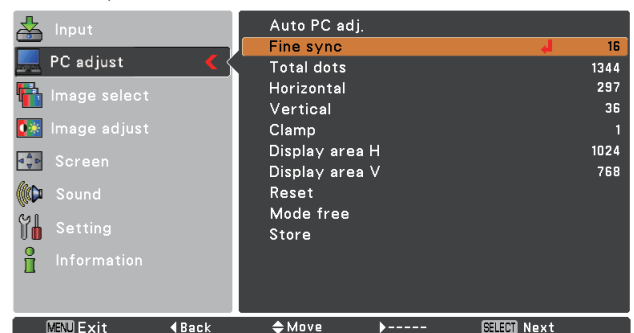 Input
PC adjust
Image select
Image adjust
Screen
Sound
Setting
Information
Auto PC adj.
Fine sync 16
Total dots 1344
Horizontal 297
Vertical 36
Clamp 1
Display area H 1024
Display area V 768
Reset
Mode free
Store
MENU Exit Back Move ----- SELECT Next